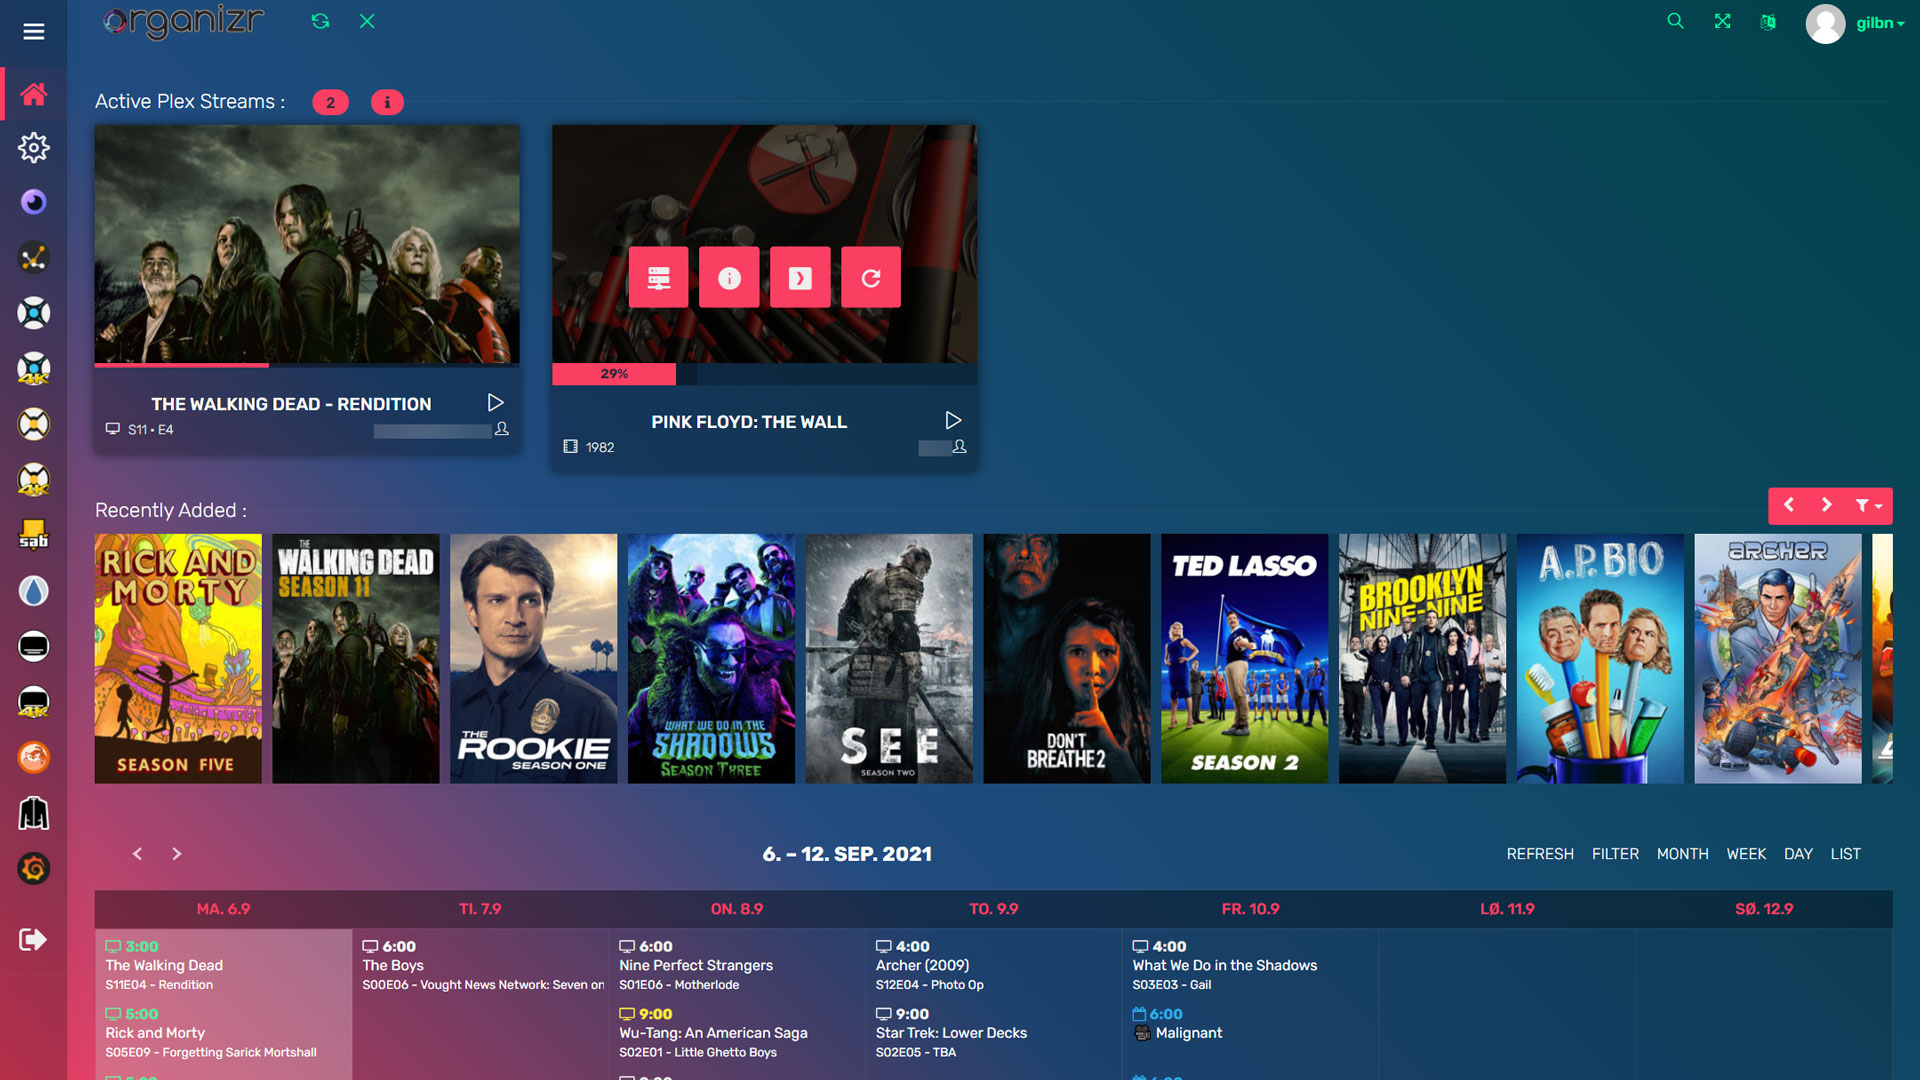 organizr
gilbn
Active Plex Streams :
2
THE WALKING DEAD - RENDITION
S11 • E4
29%
PINK FLOYD: THE WALL
1982
Recently Added :
RICK AND MORTY
SEASON FIVE
THE WALKING DEAD
SEASON 11
THE ROOKIE
SEASON ONE
WHAT WE DO IN THE
SHADOWS
SEASON THREE
SEE
SEASON TWO
DON'T
BREATHE 2
TED LASSO
SEASON 2
BROOKLYN
NINE-NINE
A.P. BIO
ARCHER
4K
4K
sab
4K
6. – 12. SEP. 2021
REFRESH FILTER MONTH WEEK DAY LIST
MA. 6.9 TI. 7.9 ON. 8.9 TO. 9.9 FR. 10.9 LØ. 11.9 SØ. 12.9
3:00
The Walking Dead
S11E04 - Rendition
5:00
Rick and Morty
S05E09 - Forgetting Sarick Mortshall
6:00
The Boys
S00E06 - Vought News Network: Seven on
6:00
Nine Perfect Strangers
S01E06 - Motherlode
9:00
Wu-Tang: An American Saga
S02E01 - Little Ghetto Boys
4:00
Archer (2009)
S12E04 - Photo Op
9:00
Star Trek: Lower Decks
S02E05 - TBA
4:00
What We Do in the Shadows
S03E03 - Gail
6:00
Malignant